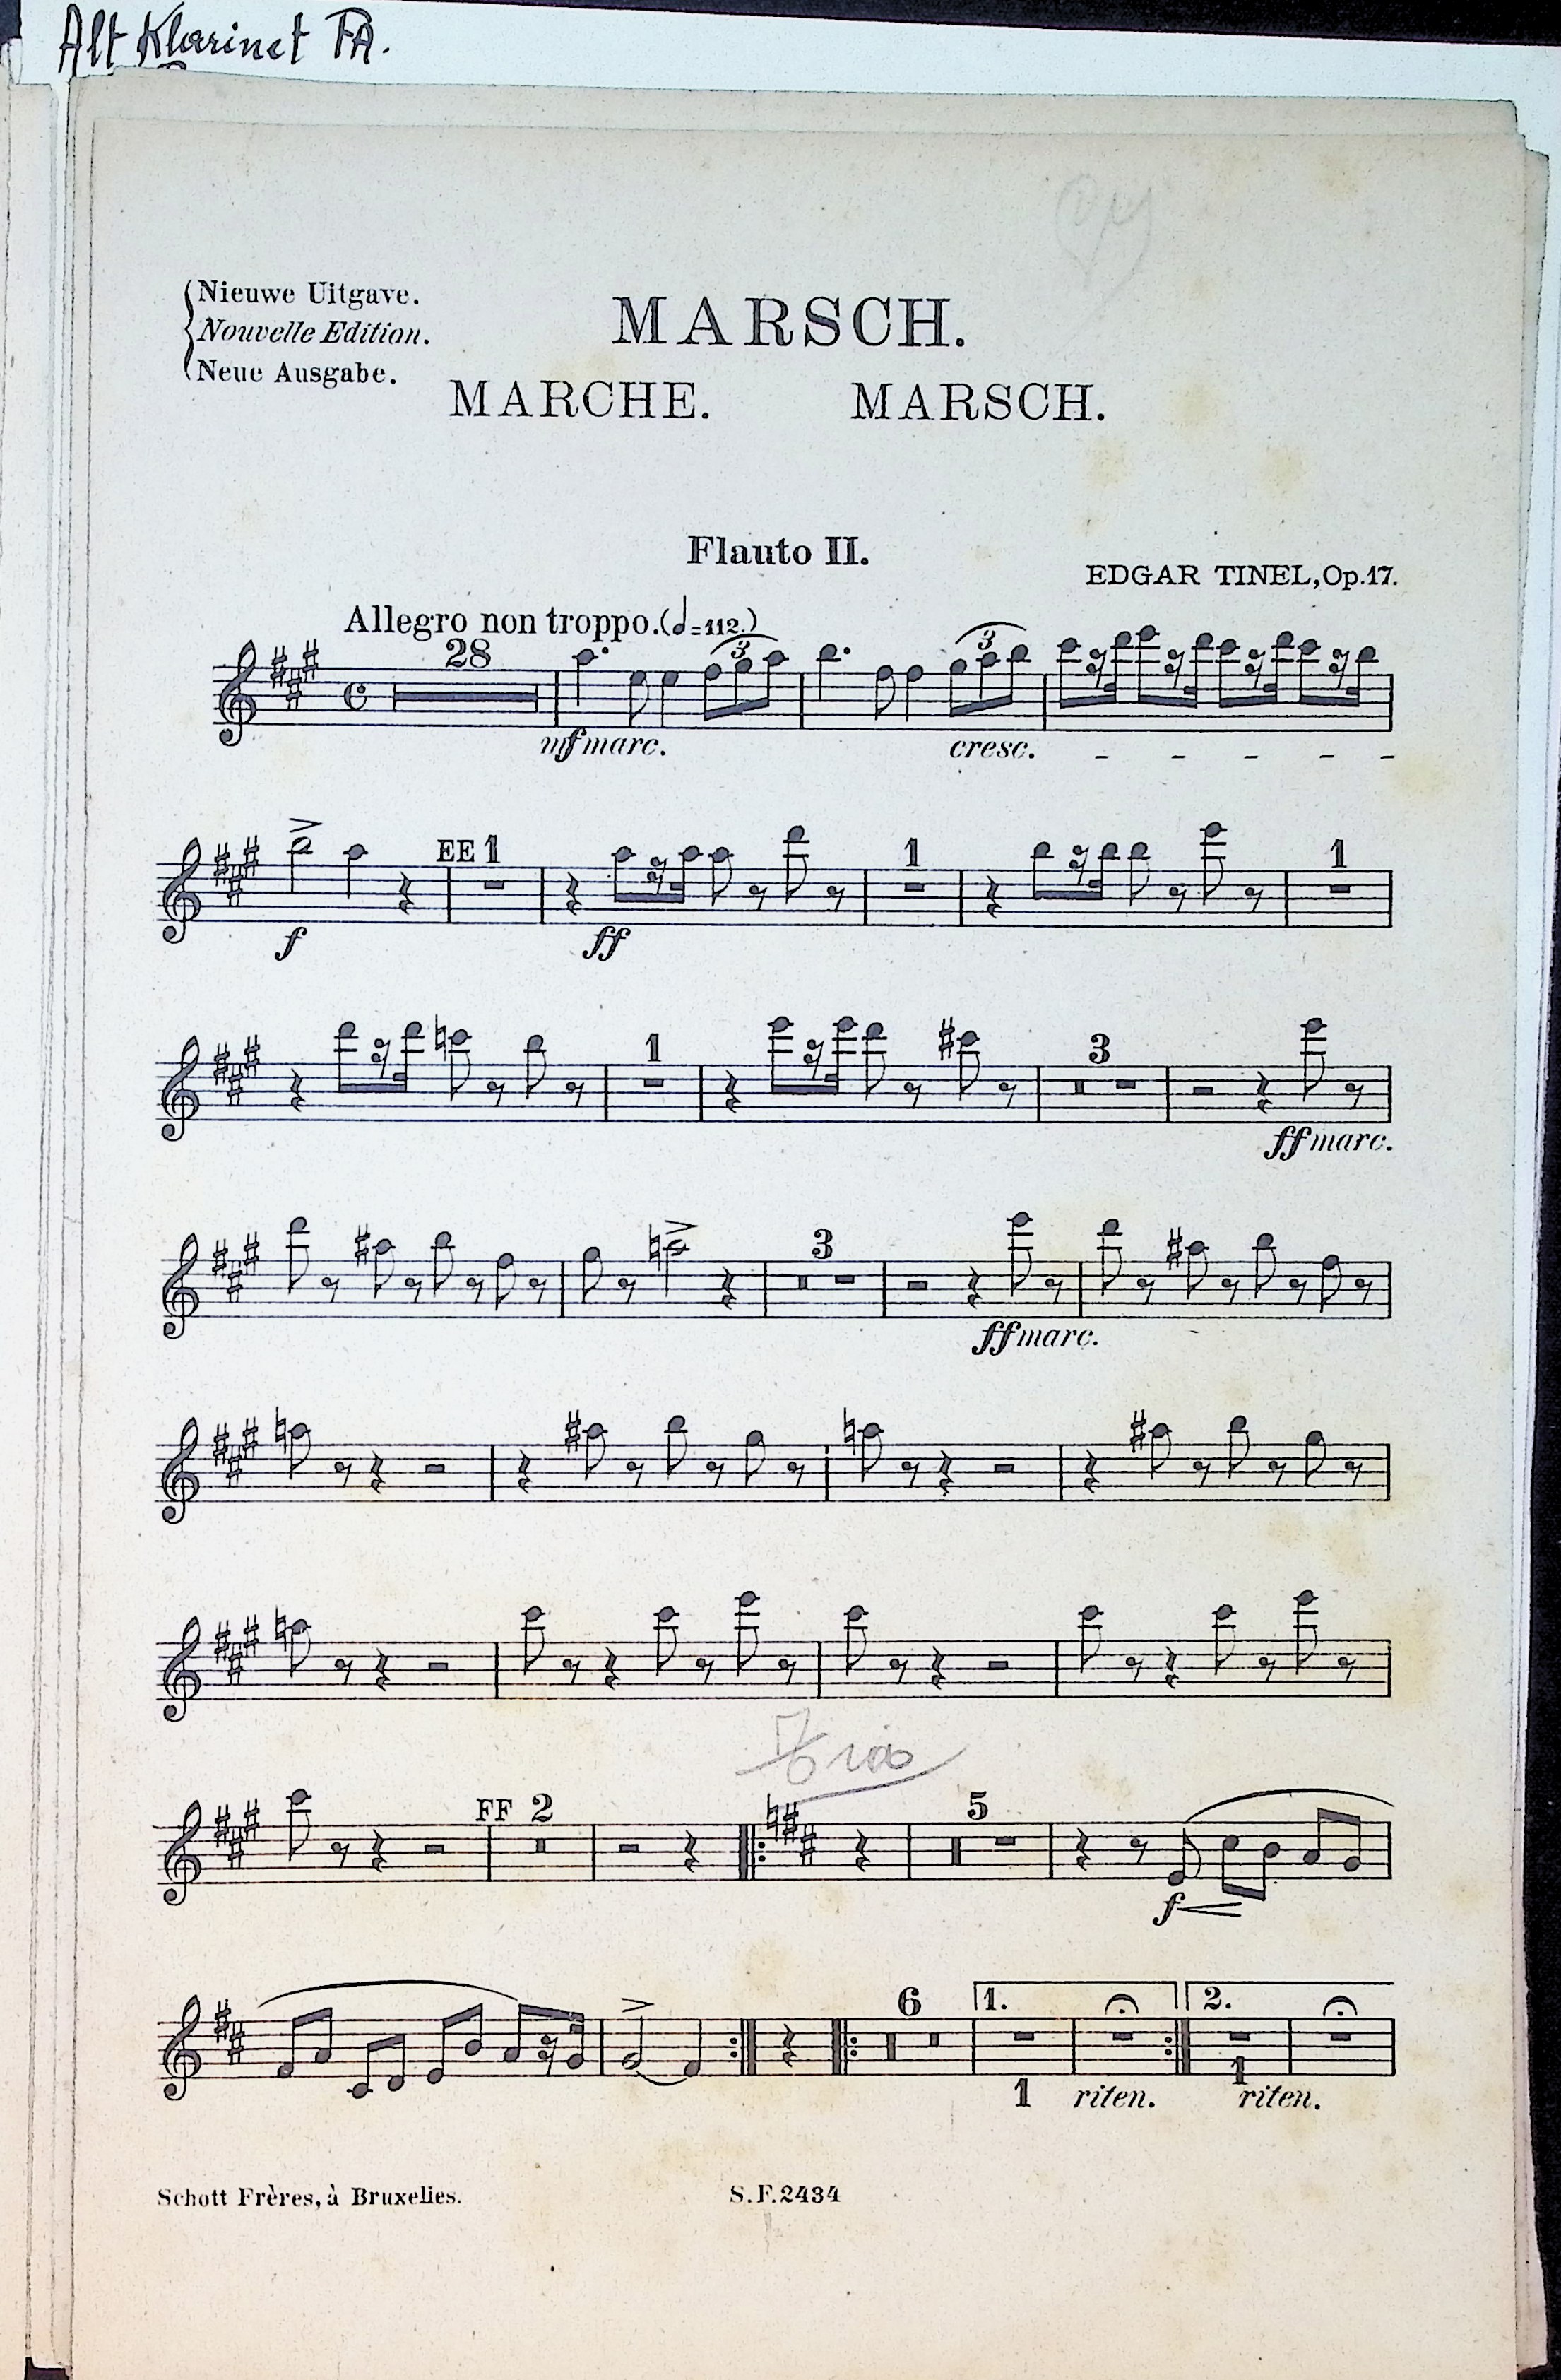 Alt Klarinet FA.
Nieuwe Uitgave.
Nouvelle Edition.
Neue Ausgabe.
MARSCH.
MARCHE. MARSCH.
Flauto II.
EDGAR TINEL, Op. 17.
Allegro non troppo. (𝅗𝅥=112.)
28 3 3
mf marc. cresc.
EE 1 1 1
f ff
1 3
ff marc.
3
ff marc.
Trio
FF 2 5
f
6 1. 2.
1 riten. 1 riten.
Schott Frères, à Bruxelles. S.F. 2434